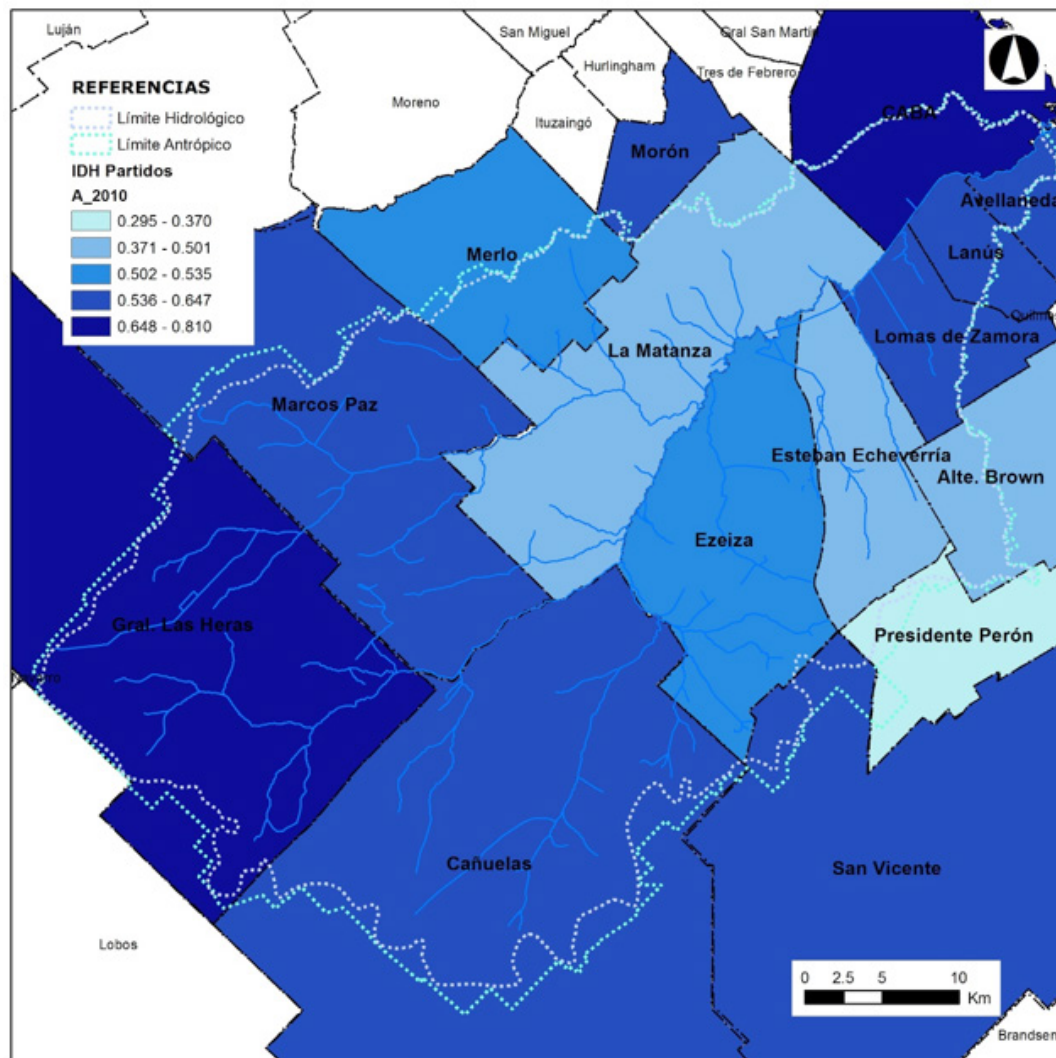 Luján
San Miguel
Gral San Martín
Hurlingham
Tres de Febrero
REFERENCIAS
Límite Hidrológico
Límite Antrópico
IDH Partidos
A_2010
0.295 - 0.370
0.371 - 0.501
0.502 - 0.535
0.536 - 0.647
0.648 - 0.810
Moreno
Ituzaingó
CABA
Morón
Avellaneda
Merlo
Lanús
Lomas de Zamora
La Matanza
Marcos Paz
Esteban Echeverría
Alte. Brown
Ezeiza
Gral. Las Heras
Presidente Perón
Cañuelas
San Vicente
Lobos
0 2.5 5 10
Km
Brandsen